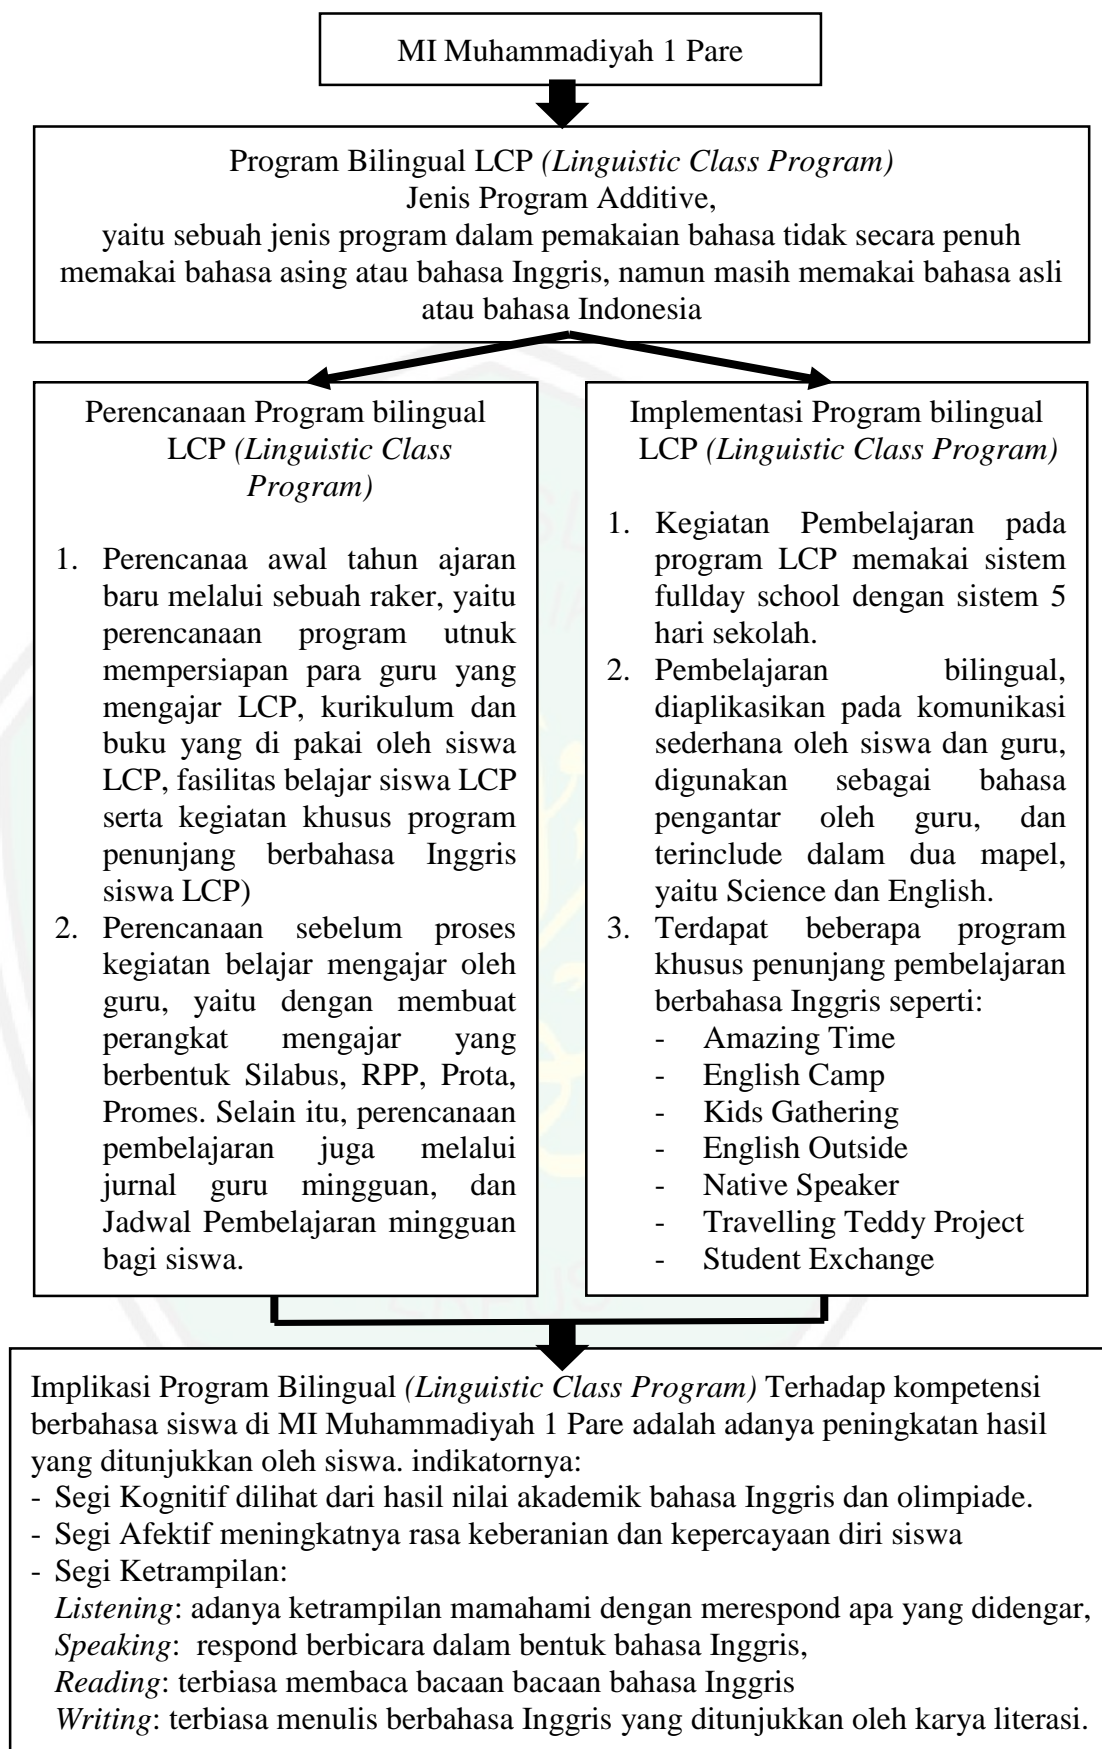 MI Muhammadiyah 1 Pare
Program Bilingual LCP (Linguistic Class Program)
Jenis Program Additive,
yaitu sebuah jenis program dalam pemakaian bahasa tidak secara penuh
memakai bahasa asing atau bahasa Inggris, namun masih memakai bahasa asli
atau bahasa Indonesia
Perencanaan Program bilingual
LCP (Linguistic Class
Program)
1. Perencanaa awal tahun ajaran
baru melalui sebuah raker, yaitu
perencanaan program utnuk
mempersiapan para guru yang
mengajar LCP, kurikulum dan
buku yang di pakai oleh siswa
LCP, fasilitas belajar siswa LCP
serta kegiatan khusus program
penunjang berbahasa Inggris
siswa LCP)
2. Perencanaan sebelum proses
kegiatan belajar mengajar oleh
guru, yaitu dengan membuat
perangkat mengajar yang
berbentuk Silabus, RPP, Prota,
Promes. Selain itu, perencanaan
pembelajaran juga melalui
jurnal guru mingguan, dan
Jadwal Pembelajaran mingguan
bagi siswa.
Implementasi Program bilingual
LCP (Linguistic Class Program)
1. Kegiatan Pembelajaran pada
program LCP memakai sistem
fullday school dengan sistem 5
hari sekolah.
2. Pembelajaran bilingual,
diaplikasikan pada komunikasi
sederhana oleh siswa dan guru,
digunakan sebagai bahasa
pengantar oleh guru, dan
terinclude dalam dua mapel,
yaitu Science dan English.
3. Terdapat beberapa program
khusus penunjang pembelajaran
berbahasa Inggris seperti:
- Amazing Time
- English Camp
- Kids Gathering
- English Outside
- Native Speaker
- Travelling Teddy Project
- Student Exchange
Implikasi Program Bilingual (Linguistic Class Program) Terhadap kompetensi
berbahasa siswa di MI Muhammadiyah 1 Pare adalah adanya peningkatan hasil
yang ditunjukkan oleh siswa. indikatornya:
- Segi Kognitif dilihat dari hasil nilai akademik bahasa Inggris dan olimpiade.
- Segi Afektif meningkatnya rasa keberanian dan kepercayaan diri siswa
- Segi Ketrampilan:
Listening: adanya ketrampilan mamahami dengan merespond apa yang didengar,
Speaking: respond berbicara dalam bentuk bahasa Inggris,
Reading: terbiasa membaca bacaan bacaan bahasa Inggris
Writing: terbiasa menulis berbahasa Inggris yang ditunjukkan oleh karya literasi.